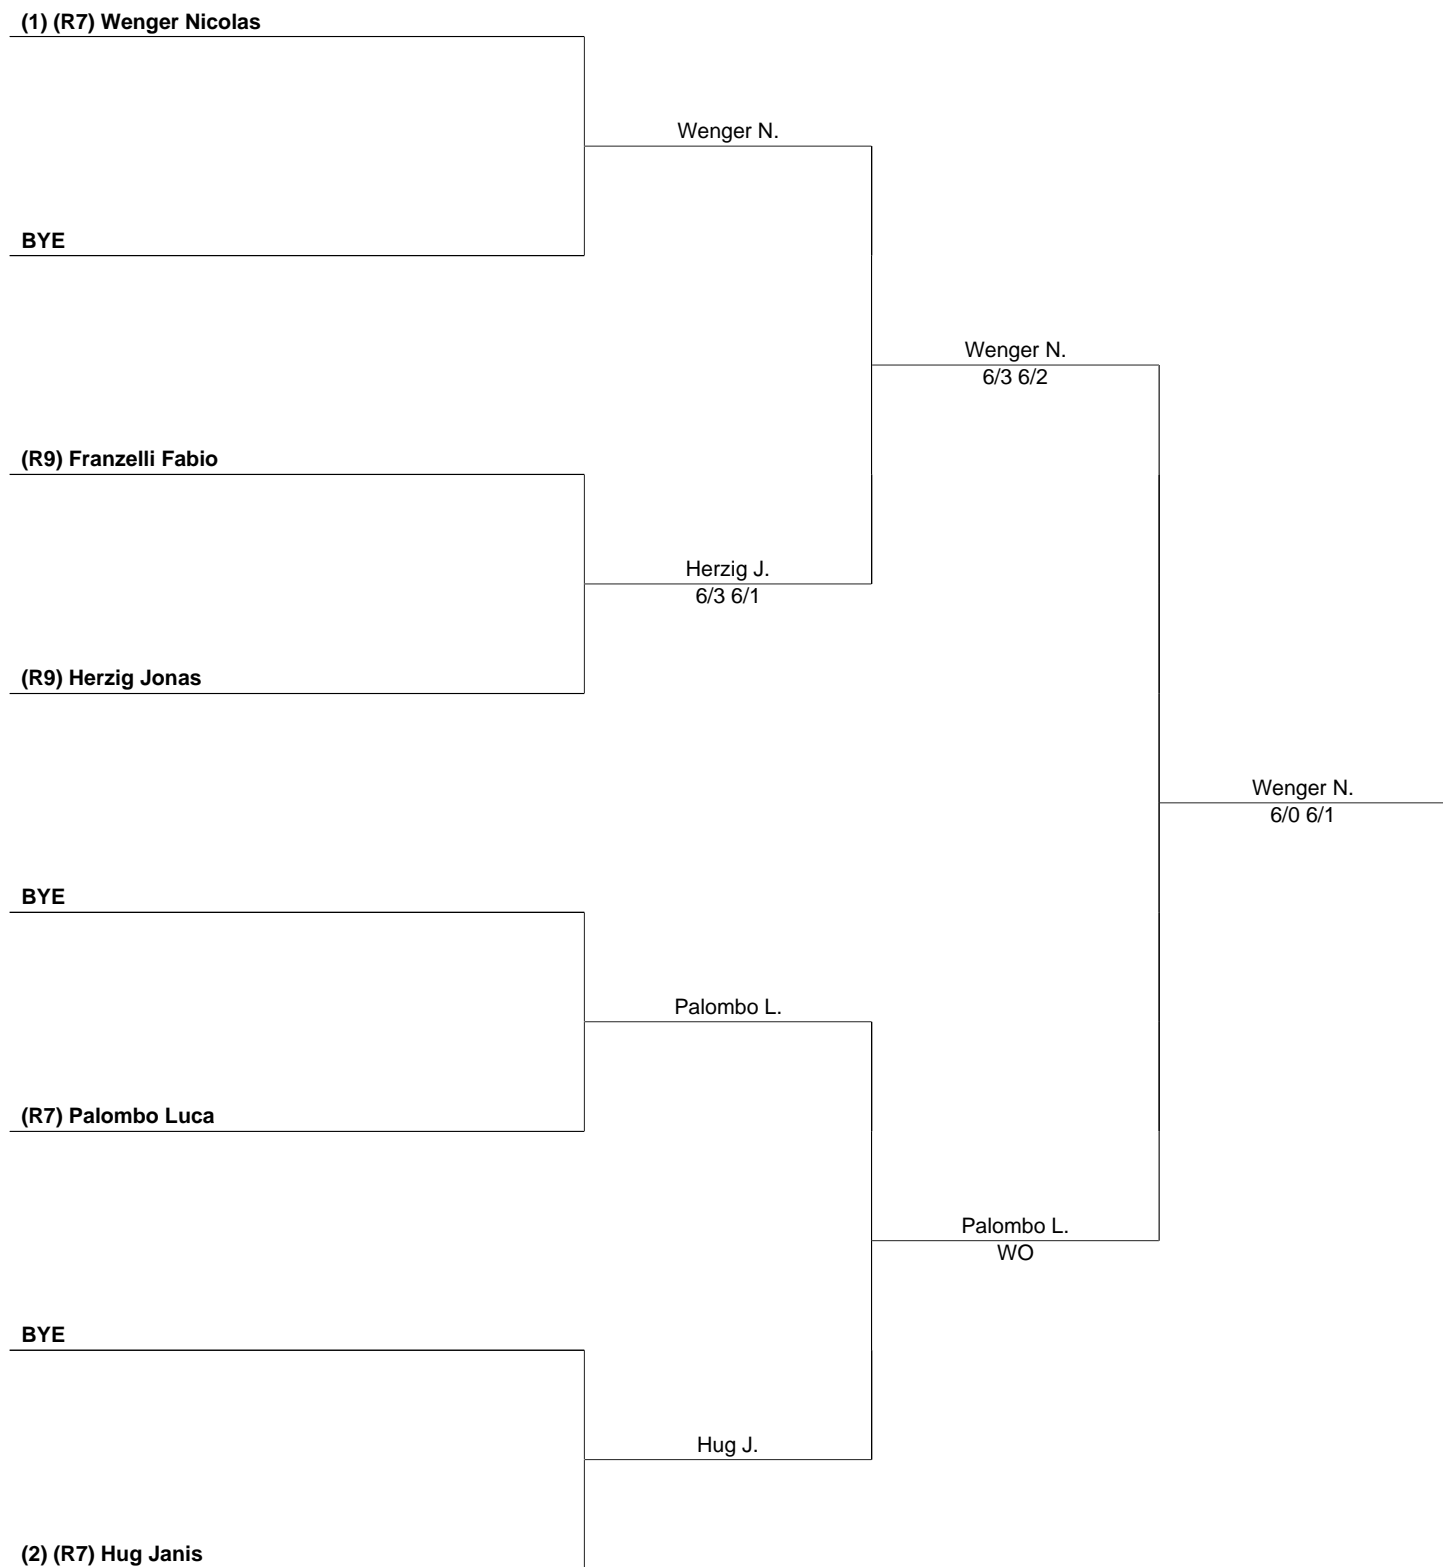 (1) (R7) Wenger Nicolas
Wenger N.
BYE
Wenger N.
6/3 6/2
(R9) Franzelli Fabio
Herzig J.
6/3 6/1
(R9) Herzig Jonas
Wenger N.
6/0 6/1
BYE
Palombo L.
(R7) Palombo Luca
Palombo L.
WO
BYE
Hug J.
(2) (R7) Hug Janis